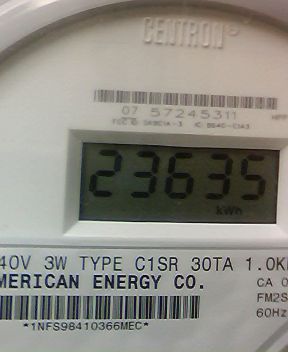 CENTRON
07 57245311
23635
kWh
40V 3W TYPE C1SR 30TA 1.0K
MERICAN ENERGY CO.
CA 0
FM2S
60Hz
*1NFS98410366MEC*